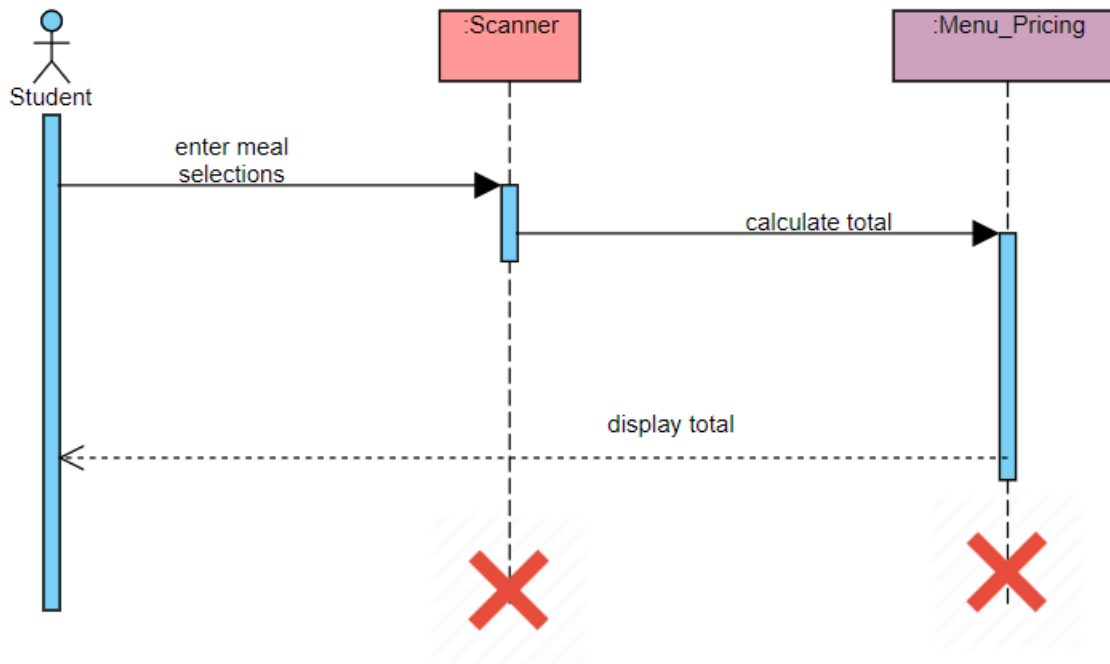 :Scanner
:Menu_Pricing
Student
enter meal
selections
calculate total
display total